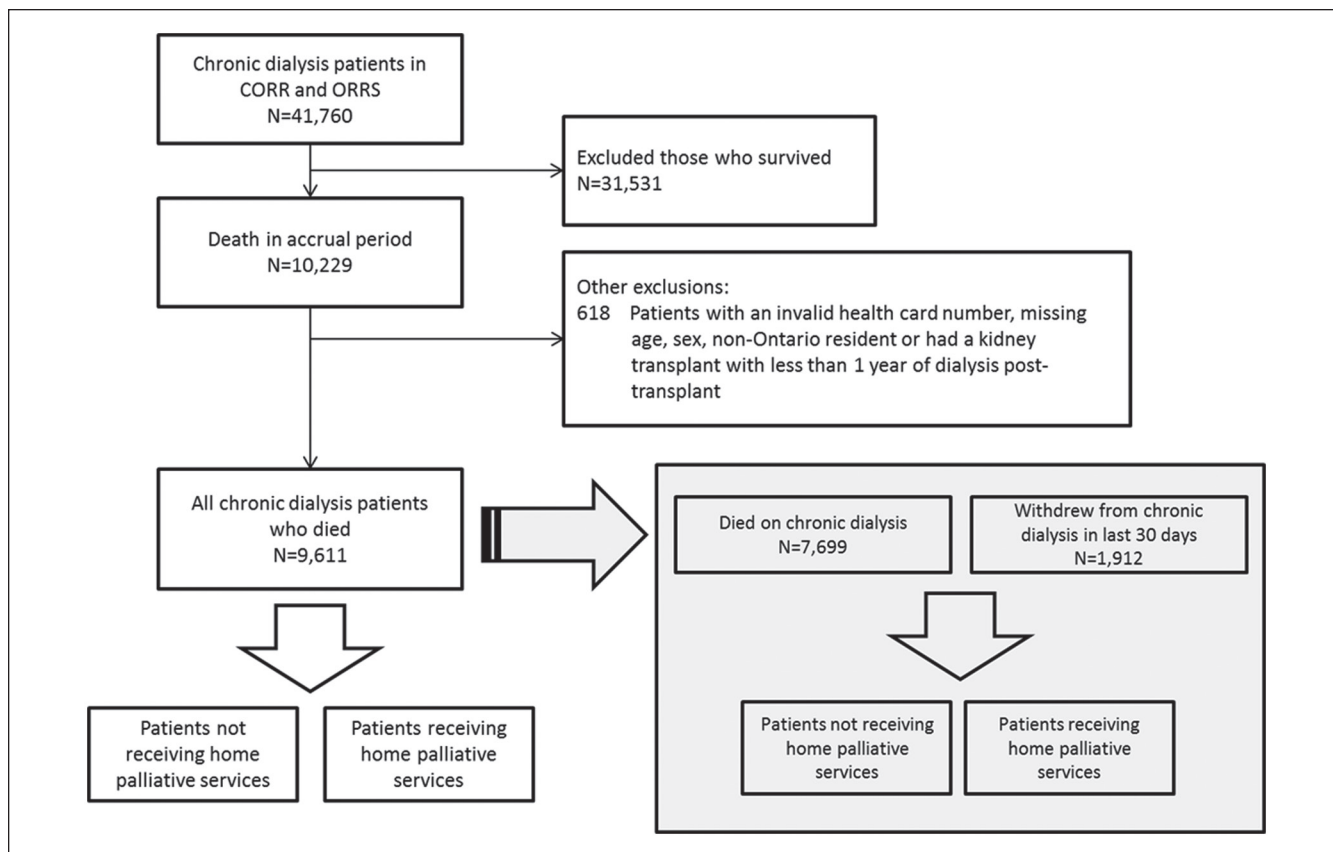 Chronic dialysis patients in
CORR and ORRS
N=41,760
Excluded those who survived
N=31,531
Death in accrual period
N=10,229
Other exclusions:
618 Patients with an invalid health card number, missing
age, sex, non-Ontario resident or had a kidney
transplant with less than 1 year of dialysis post-
transplant
All chronic dialysis patients
who died
N=9,611
Died on chronic dialysis
N=7,699
Withdrew from chronic
dialysis in last 30 days
N=1,912
Patients not
receiving home
palliative services
Patients receiving
home palliative
services
Patients not receiving
home palliative
services
Patients receiving
home palliative
services